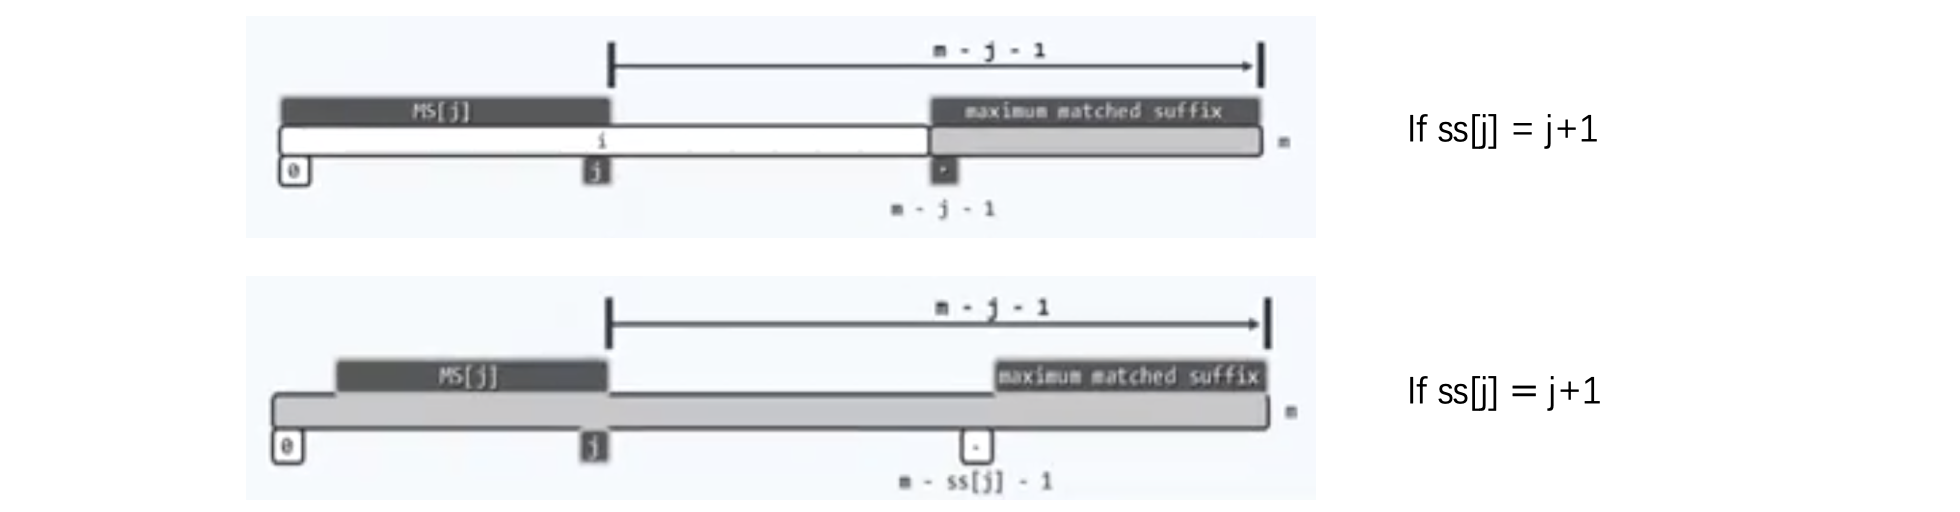 m - j - 1
MS[j] maximum matched suffix
i m
0 j
m - j - 1
If ss[j] = j+1
m - j - 1
MS[j] maximum matched suffix
m
0 j
m - ss[j] - 1
If ss[j] = j+1